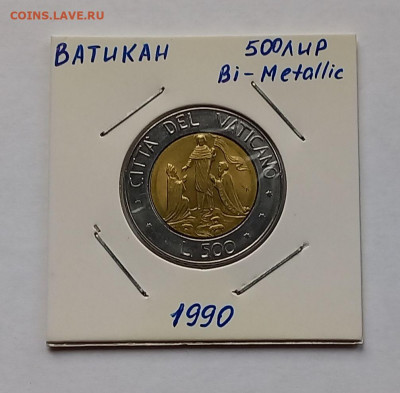 COINS.LAVE.RU
ВАТИКАН 500ЛИР
Bi-Metallic
CITTA' DEL VATICANO
L. 500
1990